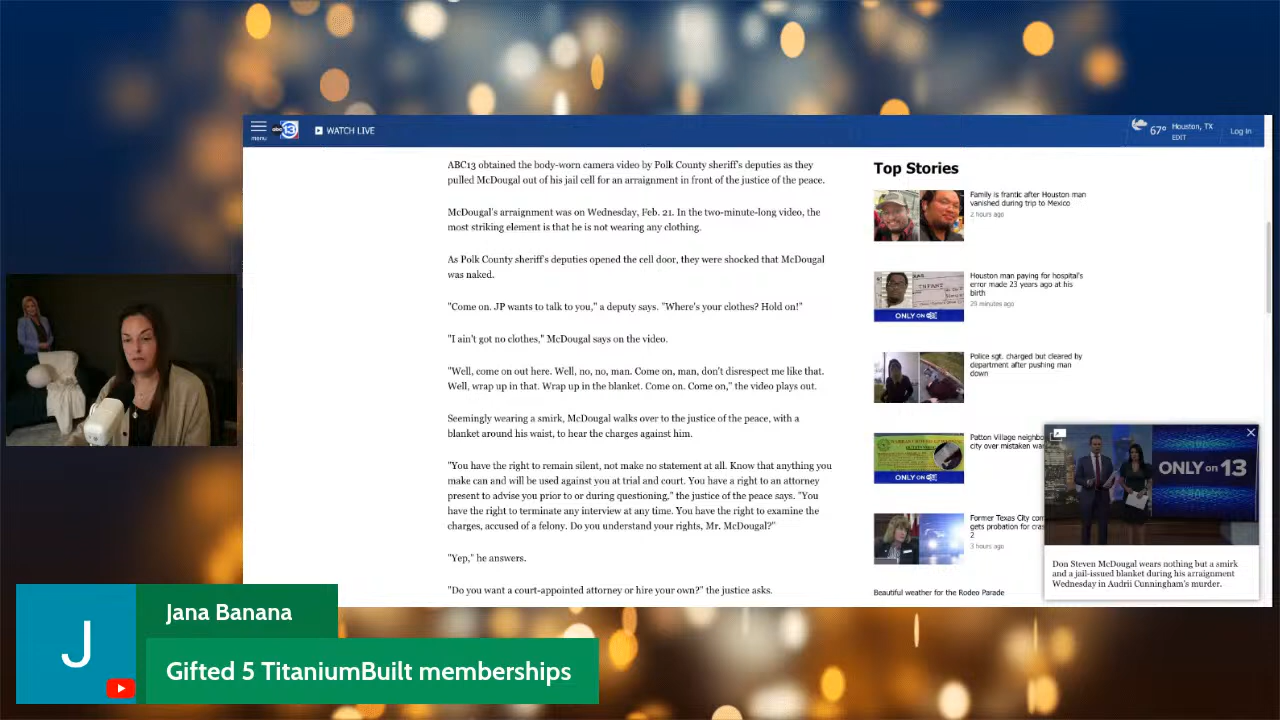 menu
abc 13
WATCH LIVE
67°
Houston, TX
EDIT
Log in
ABC13 obtained the body-worn camera video by Polk County sheriff's deputies as they
pulled McDougal out of his jail cell for an arraignment in front of the justice of the peace.
McDougal's arraignment was on Wednesday, Feb. 21. In the two-minute-long video, the
most striking element is that he is not wearing any clothing.
As Polk County sheriff's deputies opened the cell door, they were shocked that McDougal
was naked.
"Come on. JP wants to talk to you," a deputy says. "Where's your clothes? Hold on!"
"I ain't got no clothes," McDougal says on the video.
"Well, come on out here. Well, no, no, man. Come on, man, don't disrespect me like that.
Well, wrap up in that. Wrap up in the blanket. Come on. Come on," the video plays out.
Seemingly wearing a smirk, McDougal walks over to the justice of the peace, with a
blanket around his waist, to hear the charges against him.
"You have the right to remain silent, not make no statement at all. Know that anything you
make can and will be used against you at trial and court. You have a right to an attorney
present to advise you prior to or during questioning," the justice of the peace says. "You
have the right to terminate any interview at any time. You have the right to examine the
charges, accused of a felony. Do you understand your rights, Mr. McDougal?"
"Yep," he answers.
"Do you want a court-appointed attorney or hire your own?" the justice asks.
Top Stories
Family is frantic after Houston man
vanished during trip to Mexico
2 hours ago
INFANT
ONLY ON
Houston man paying for hospital's
error made 23 years ago at his
birth
29 minutes ago
Police sgt. charged but cleared by
department after pushing man
down
ONLY ON
Patton Village neighbo
city over mistaken war
Former Texas City com
gets probation for cras
2
3 hours ago
Beautiful weather for the Rodeo Parade
ONLY on 13
Don Steven McDougal wears nothing but a smirk
and a jail-issued blanket during his arraignment
Wednesday in Audrii Cunningham's murder.
J
Jana Banana
Gifted 5 TitaniumBuilt memberships